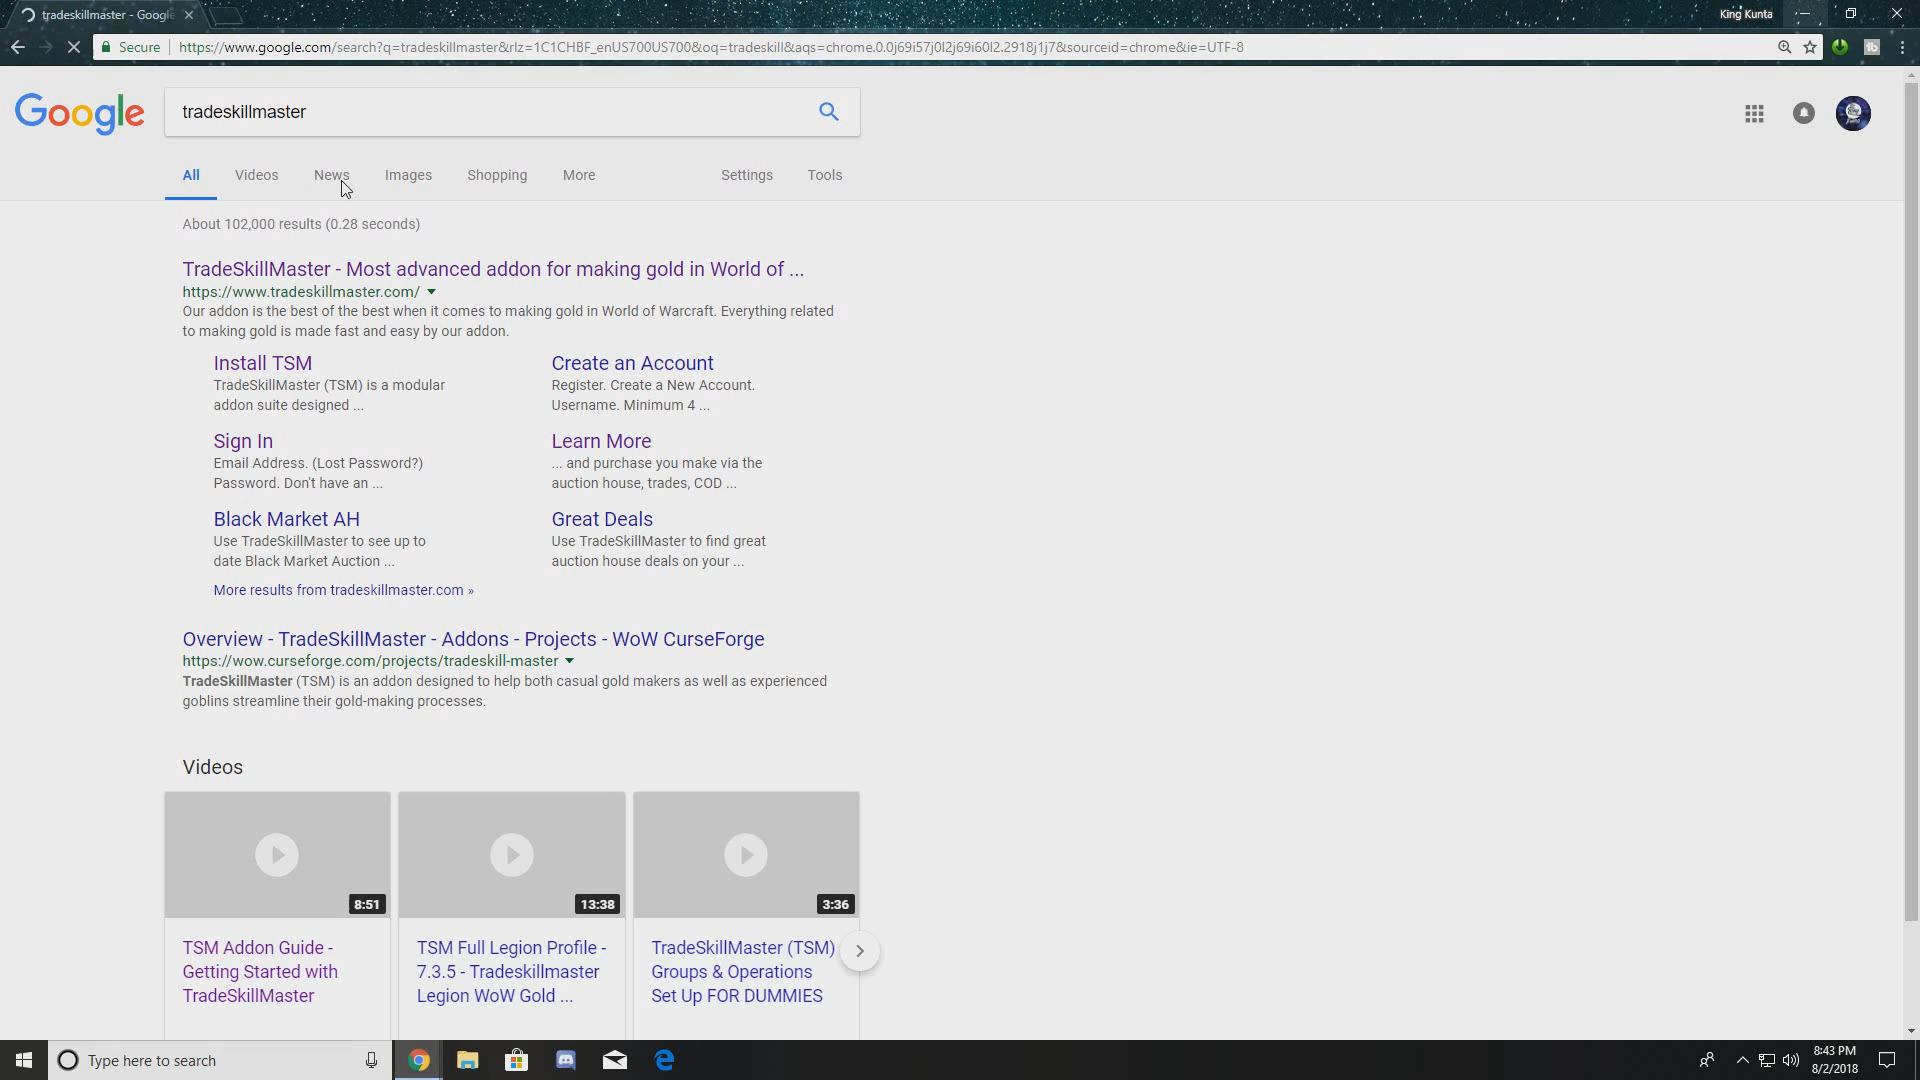 tradeskillmaster - Google
King Kunta
Secure
https://www.google.com/search?q=tradeskillmaster&rlz=1C1CHBF_enUS700US700&oq=tradeskill&aqs=chrome.0.0j69i57j0l2j69i60l2.2918j1j7&sourceid=chrome&ie=UTF-8
Google
tradeskillmaster
All Videos News Images Shopping More Settings Tools
About 102,000 results (0.28 seconds)
TradeSkillMaster - Most advanced addon for making gold in World of ...
https://www.tradeskillmaster.com/
Our addon is the best of the best when it comes to making gold in World of Warcraft. Everything related
to making gold is made fast and easy by our addon.
Install TSM
TradeSkillMaster (TSM) is a modular
addon suite designed ...
Create an Account
Register. Create a New Account.
Username. Minimum 4 ...
Sign In
Email Address. (Lost Password?)
Password. Don't have an ...
Learn More
... and purchase you make via the
auction house, trades, COD ...
Black Market AH
Use TradeSkillMaster to see up to
date Black Market Auction ...
Great Deals
Use TradeSkillMaster to find great
auction house deals on your ...
More results from tradeskillmaster.com »
Overview - TradeSkillMaster - Addons - Projects - WoW CurseForge
https://wow.curseforge.com/projects/tradeskill-master
TradeSkillMaster (TSM) is an addon designed to help both casual gold makers as well as experienced
goblins streamline their gold-making processes.
Videos
8:51
13:38
3:36
TSM Addon Guide -
Getting Started with
TradeSkillMaster
TSM Full Legion Profile -
7.3.5 - Tradeskillmaster
Legion WoW Gold ...
TradeSkillMaster (TSM)
Groups & Operations
Set Up FOR DUMMIES
Type here to search
8:43 PM
8/2/2018